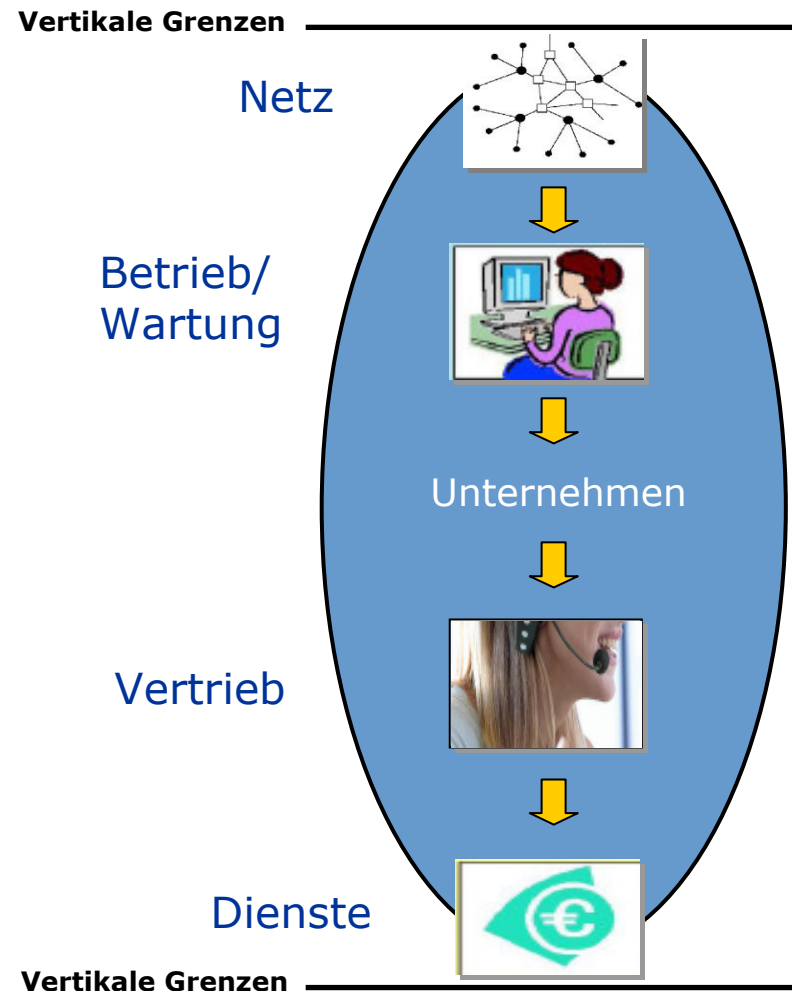 Vertikale Grenzen
Netz
Betrieb/
Wartung
Unternehmen
Vertrieb
€
Dienste
Vertikale Grenzen